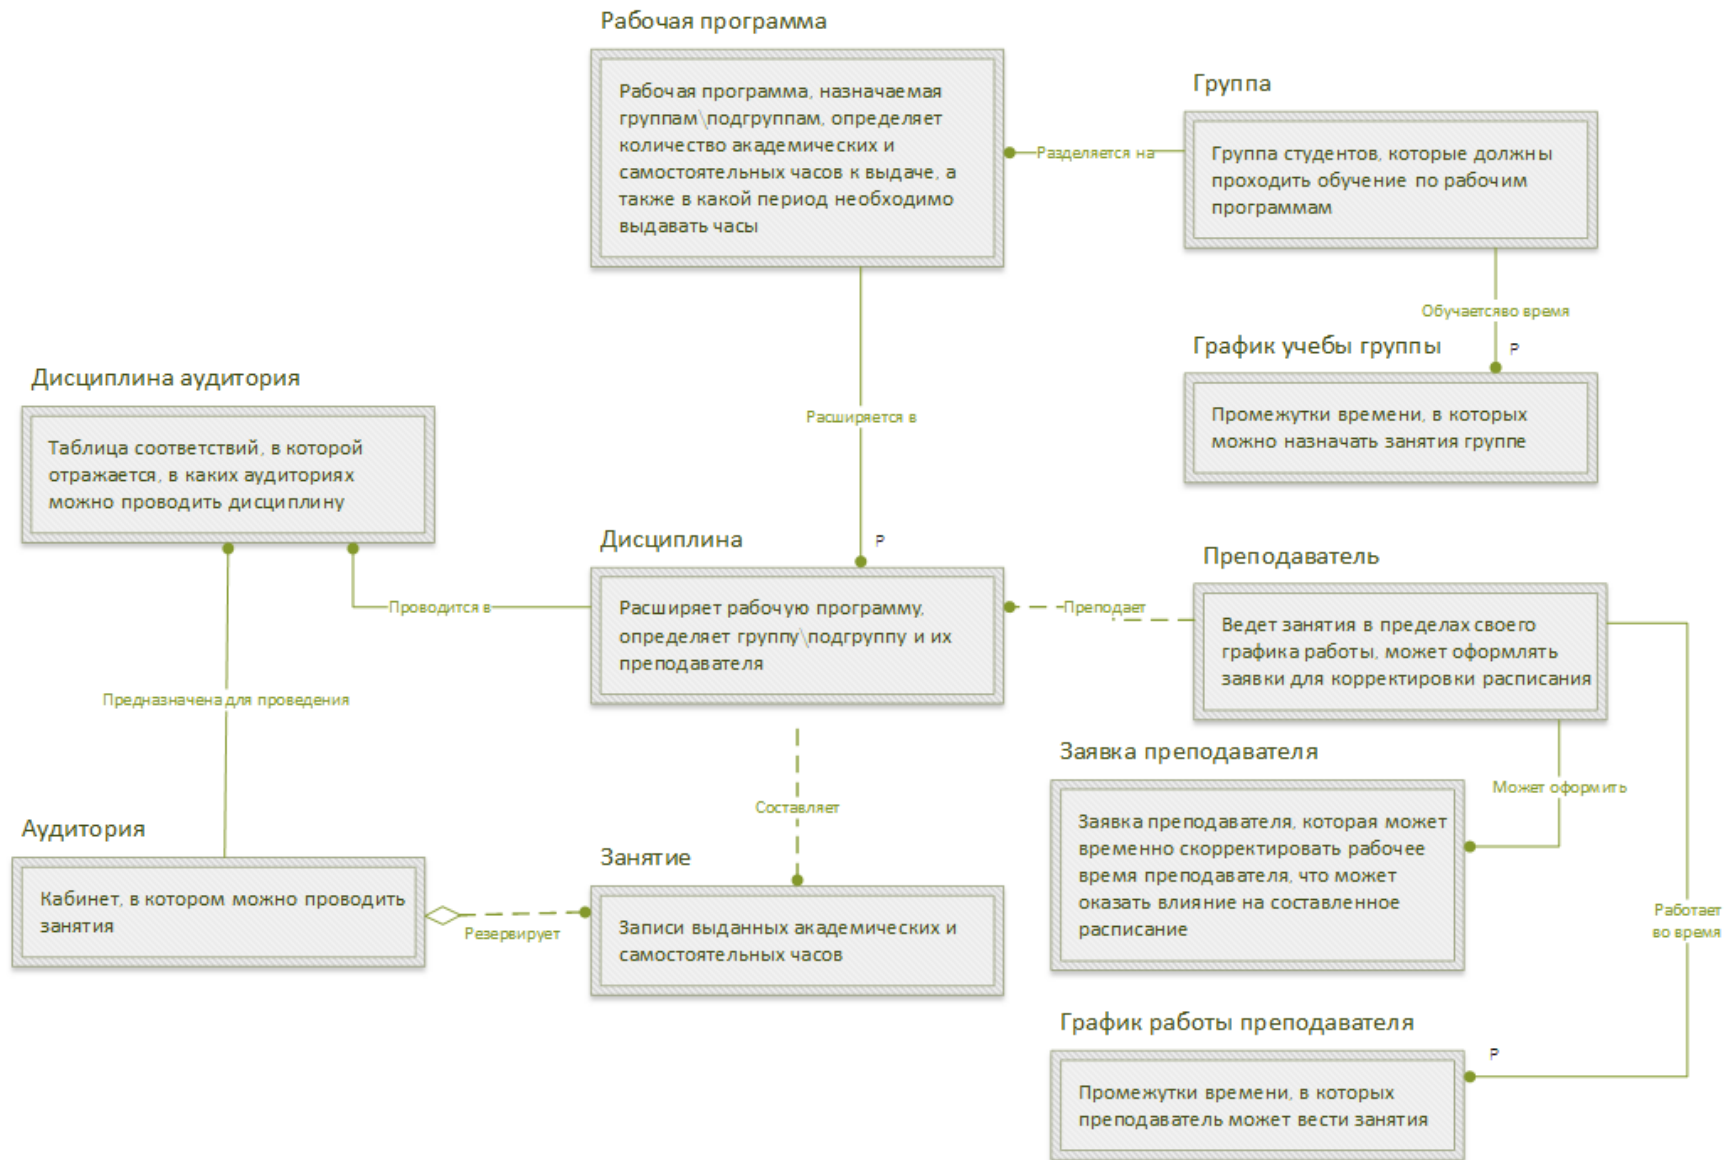 Рабочая программа
Рабочая программа, назначаемая
группам\подгруппам, определяет
количество академических и
самостоятельных часов к выдаче, а
также в какой период необходимо
выдавать часы
Группа
Разделяется на
Группа студентов, которые должны
проходить обучение по рабочим
программам
Обучаетсяво время
График учебы группы
P
Промежутки времени, в которых
можно назначать занятия группе
Расширяется в
Дисциплина аудитория
Таблица соответствий, в которой
отражается, в каких аудиториях
можно проводить дисциплину
Дисциплина
P
Проводится в
Расширяет рабочую программу,
определяет группу\подгруппу и их
преподавателя
Преподает
Преподаватель
Ведет занятия в пределах своего
графика работы, может оформлять
заявки для корректировки расписания
Предназначена для проведения
Составляет
Заявка преподавателя
Может оформить
Заявка преподавателя, которая может
временно скорректировать рабочее
время преподавателя, что может
оказать влияние на составленное
расписание
Аудитория
Кабинет, в котором можно проводить
занятия
Резервирует
Занятие
Записи выданных академических и
самостоятельных часов
Работает
во время
График работы преподавателя
P
Промежутки времени, в которых
преподаватель может вести занятия